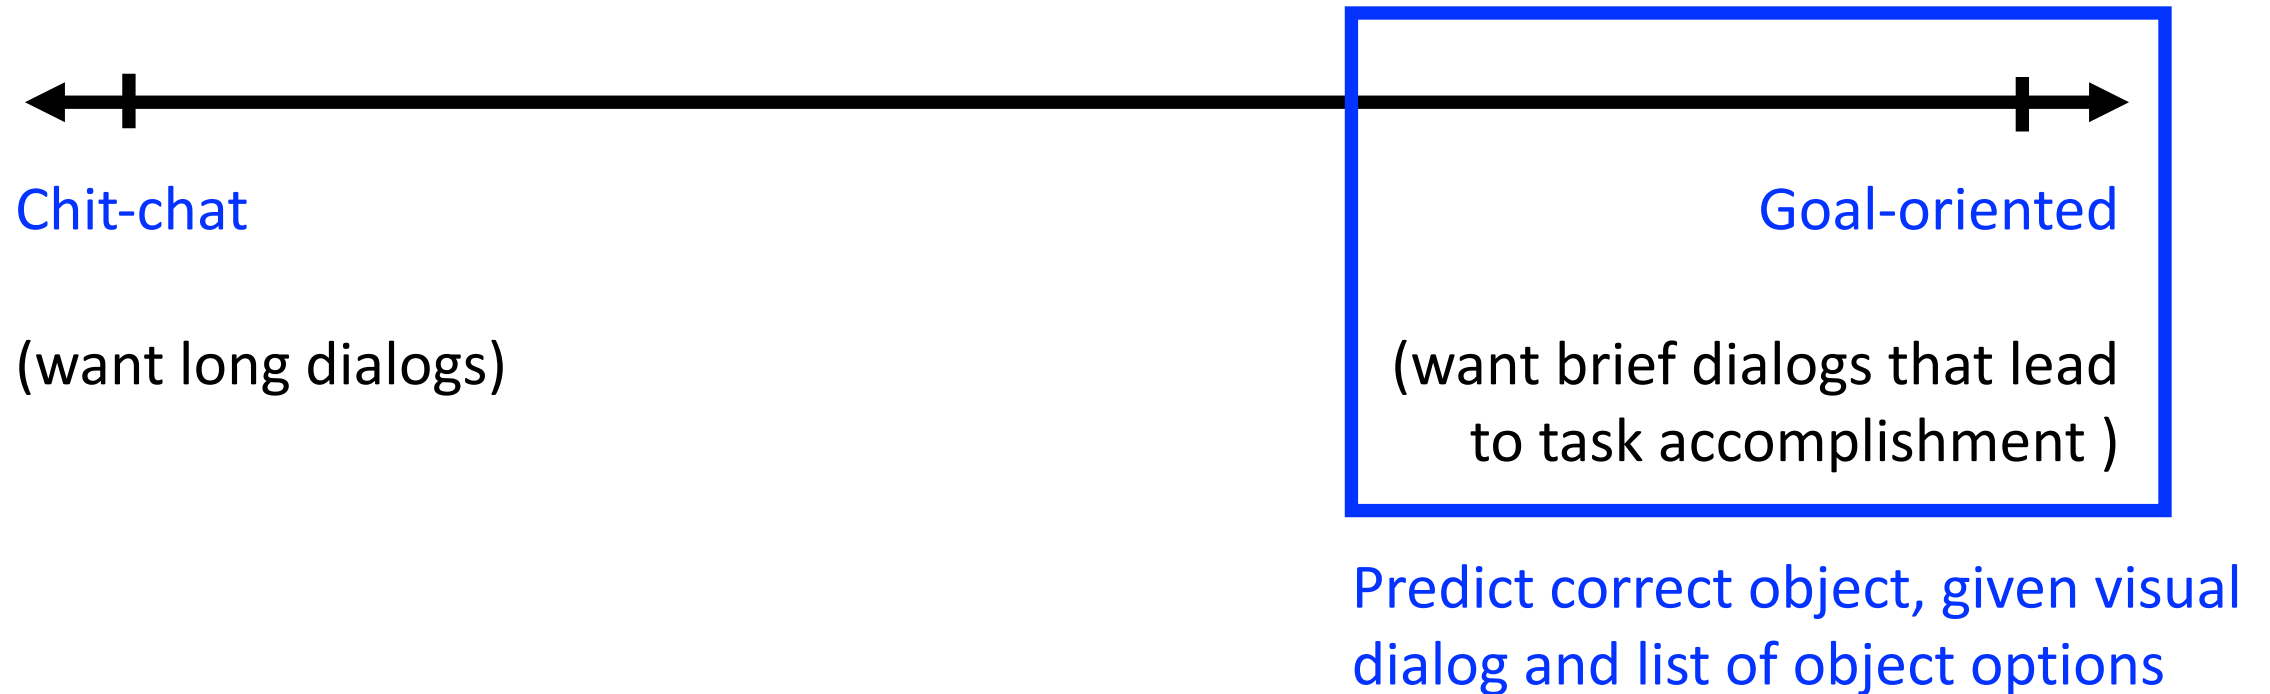 Chit-chat
Goal-oriented
(want long dialogs)
(want brief dialogs that lead
to task accomplishment )
Predict correct object, given visual
dialog and list of object options